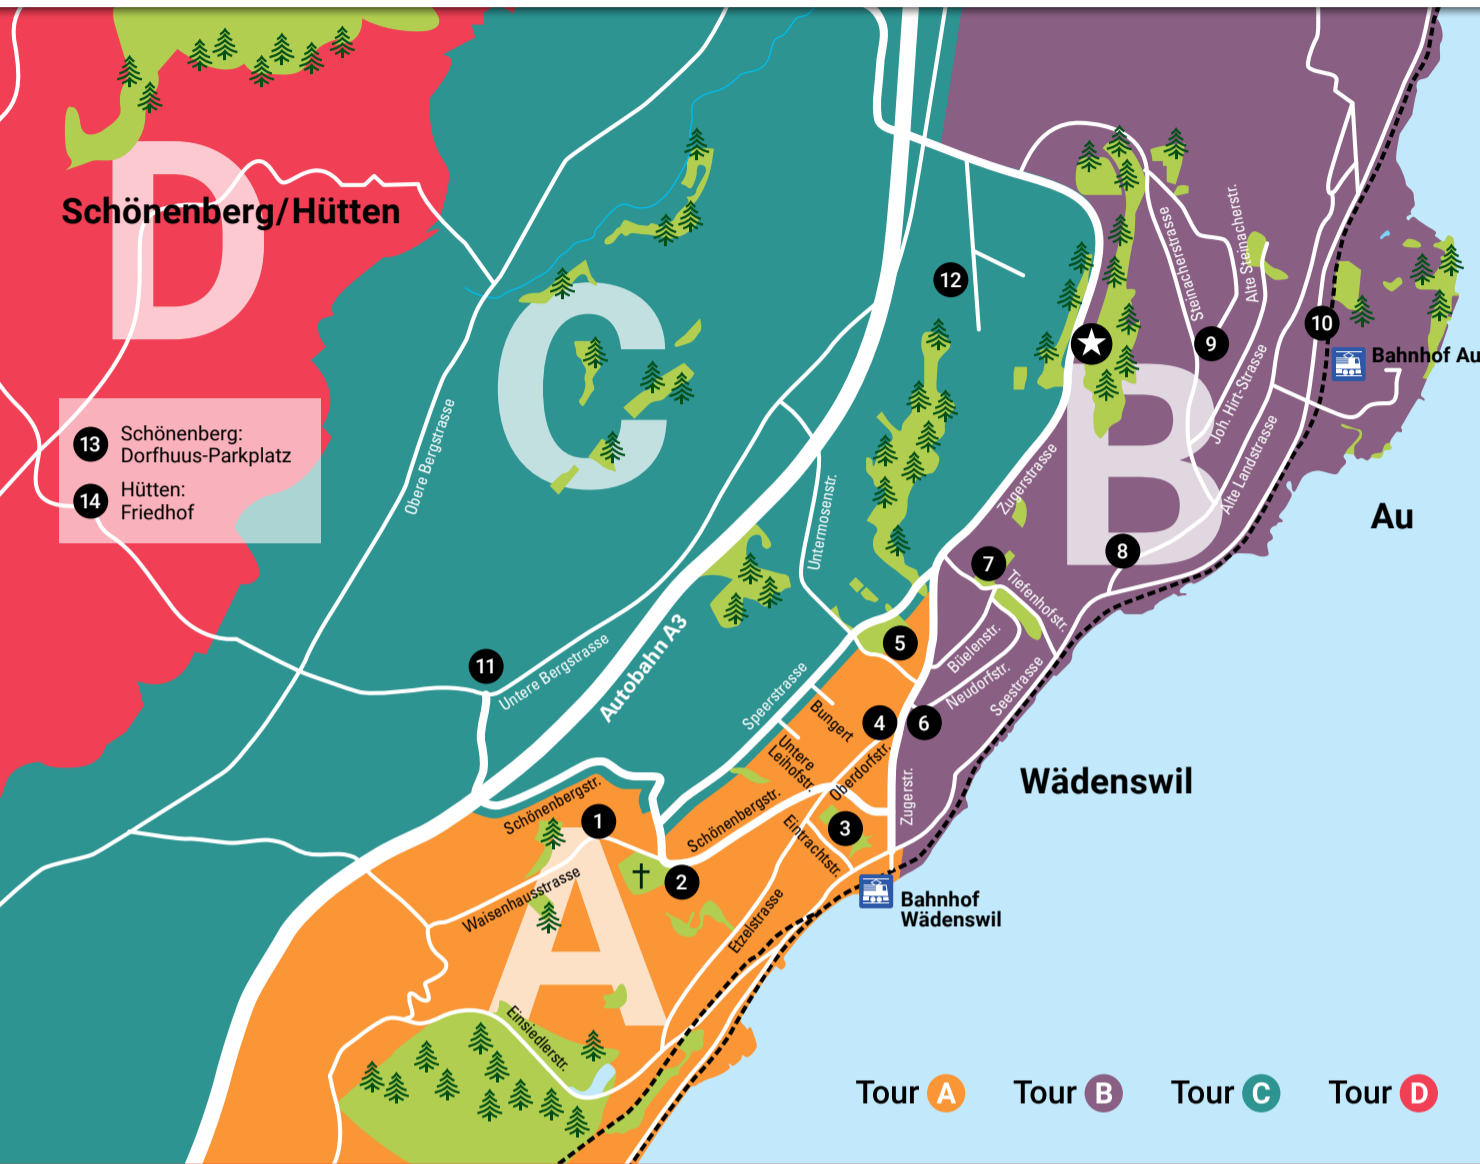 D
Schönenberg/Hütten
13 Schönenberg:
Dorfhuus-Parkplatz
14 Hütten:
Friedhof
C
Obere Bergstrasse
12
Steinacherstrasse
Alte Steinacherstr.
9
10
Bahnhof Au
B
Joh. Hirt-Strasse
Alte Landstrasse
Zugerstrasse
Untermosenstr.
Au
8
7
Tiefenhofstr.
5
Büelenstr.
Neudorfstr.
Seestrasse
11
Untere Bergstrasse
Autobahn A3
Speerstrasse
Bungert
4
6
Untere
Leihofstr.
Oberdorfstr.
Zugerstr.
Wädenswil
Schönenbergstr.
1
Schönenbergstr.
3
Eintrachtstr.
2
Waisenhausstrasse
A
Etzelstrasse
Bahnhof
Wädenswil
Einsiedlerstr.
Tour A
Tour B
Tour C
Tour D